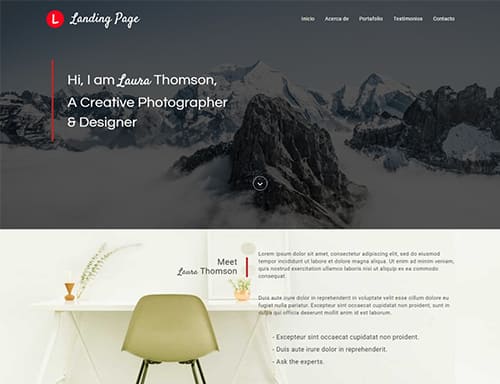 L Landing Page
Inicio Acerca de Portafolio Testimonios Contacto
Hi, I am Laura Thomson,
A Creative Photographer
& Designer
Meet
Laura Thomson
Lorem ipsum dolor sit amet, consectetur adipiscing elit, sed do eiusmod
tempor incididunt ut labore et dolore magna aliqua. Ut enim ad minim veniam,
quis nostrud exercitation ullamco laboris nisi ut aliquip ex ea commodo
consequat.
Duis aute irure dolor in reprehenderit in voluptate velit esse cillum dolore eu
fugiat nulla pariatur. Excepteur sint occaecat cupidatat non proident, sunt in
culpa qui officia deserunt mollit anim id est laborum.
- Excepteur sint occaecat cupidatat non proident.
- Duis aute irure dolor in reprehenderit.
- Ask the experts.